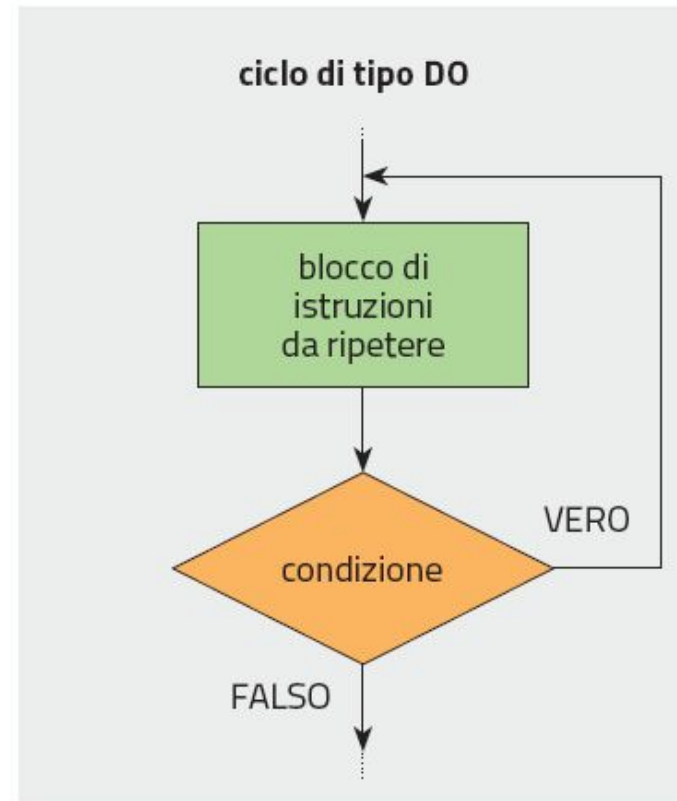 ciclo di tipo DO
blocco di
istruzioni
da ripetere
VERO
condizione
FALSO